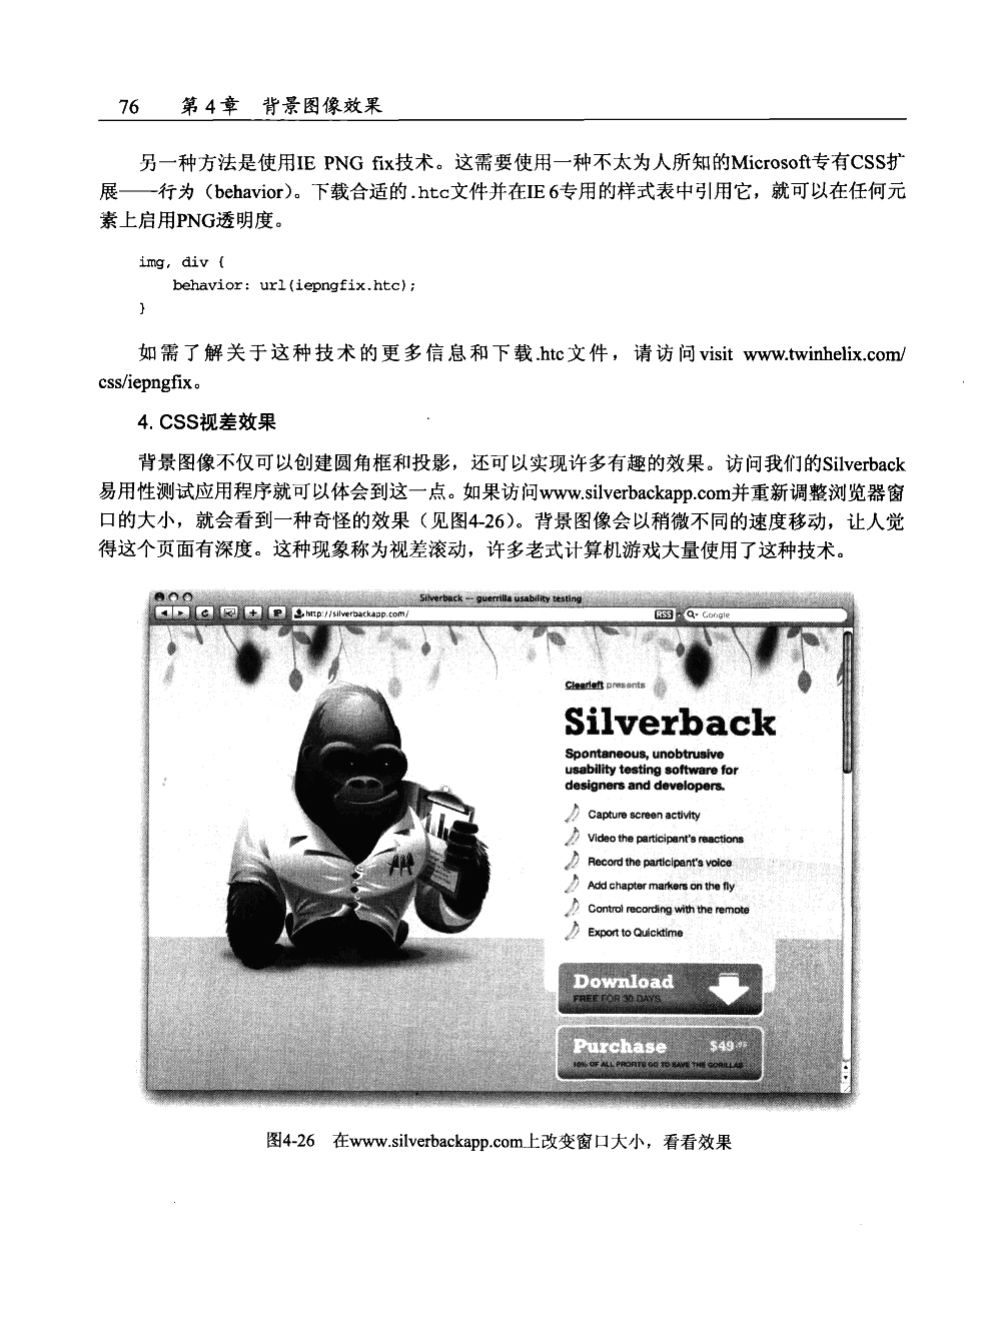 76 第4章 背景图像效果
另一种方法是使用IE PNG fix技术。这需要使用一种不太为人所知的Microsoft专有CSS扩
展——行为（behavior）。下载合适的.htc文件并在IE 6专用的样式表中引用它，就可以在任何元
素上启用PNG透明度。
img, div {
behavior: url(iepngfix.htc);
}
如需了解关于这种技术的更多信息和下载.htc文件，请访问visit www.twinhelix.com/
css/iepngfix。
4. CSS视差效果
背景图像不仅可以创建圆角框和投影，还可以实现许多有趣的效果。访问我们的Silverback
易用性测试应用程序就可以体会到这一点。如果访问www.silverbackapp.com并重新调整浏览器窗
口的大小，就会看到一种奇怪的效果（见图4-26）。背景图像会以稍微不同的速度移动，让人觉
得这个页面有深度。这种现象称为视差滚动，许多老式计算机游戏大量使用了这种技术。
Silverback — guerrilla usability testing
http://silverbackapp.com/ RSS Google
Clearleft presents
Silverback
Spontaneous, unobtrusive
usability testing software for
designers and developers.
Capture screen activity
Video the participant's reactions
Record the participant's voice
Add chapter markers on the fly
Control recording with the remote
Export to Quicktime
Download
FREE FOR 30 DAYS
Purchase $49.95
10% OF ALL PROFITS GO TO SAVE THE GORILLAS
图4-26 在www.silverbackapp.com上改变窗口大小，看看效果